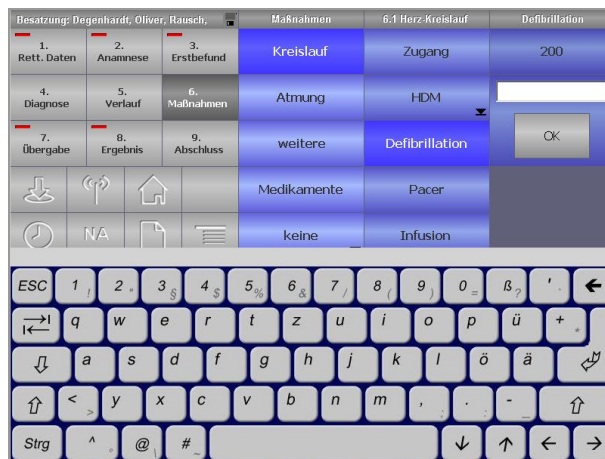 Besatzung: Degenhardt, Oliver, Rausch,
Maßnahmen
6.1 Herz-Kreislauf
Defibrillation
1.
Rett. Daten
2.
Anamnese
3.
Erstbefund
Kreislauf
Zugang
200
4.
Diagnose
5.
Verlauf
6.
Maßnahmen
Atmung
HDM
7.
Übergabe
8.
Ergebnis
9.
Abschluss
weitere
Defibrillation
OK
Medikamente
Pacer
NA
keine
Infusion
ESC 1 ! 2 " 3 § 4 $ 5 % 6 & 7 / 8 ( 9 ) 0 = ß ? ' `
q w e r t z u i o p ü + *
a s d f g h j k l ö ä
< > y x c v b n m , ; . : - _
Strg ^ ° @ \ # ~